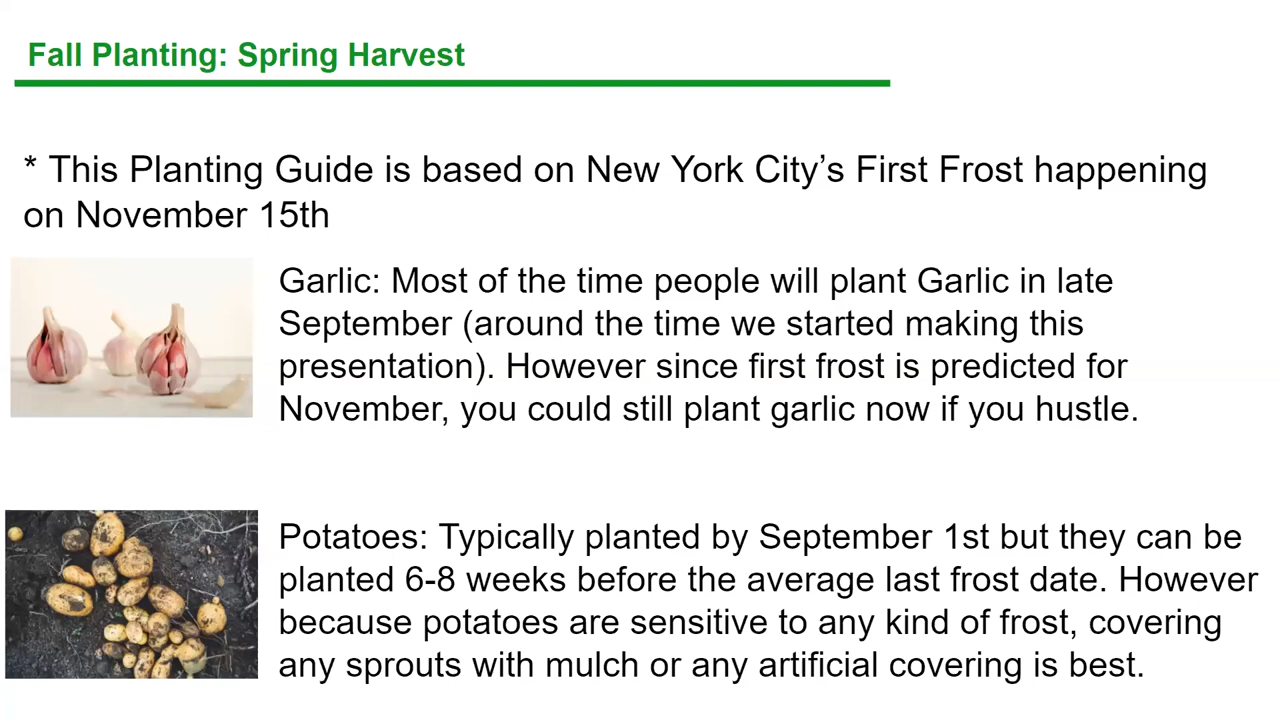 Fall Planting: Spring Harvest
* This Planting Guide is based on New York City’s First Frost happening
on November 15th
Garlic: Most of the time people will plant Garlic in late
September (around the time we started making this
presentation). However since first frost is predicted for
November, you could still plant garlic now if you hustle.
Potatoes: Typically planted by September 1st but they can be
planted 6-8 weeks before the average last frost date. However
because potatoes are sensitive to any kind of frost, covering
any sprouts with mulch or any artificial covering is best.